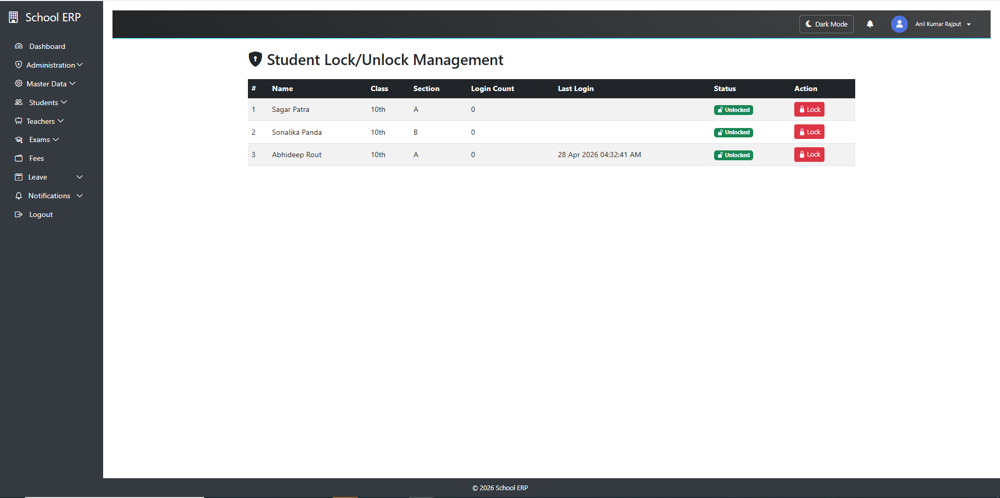 School ERP
Dashboard
Administration
Master Data
Students
Teachers
Exams
Fees
Leave
Notifications
Logout
Dark Mode Anil Kumar Rajput
Student Lock/Unlock Management
# Name Class Section Login Count Last Login Status Action
1 Sagar Patra 10th A 0 Unlocked Lock
2 Sonalika Panda 10th B 0 Unlocked Lock
3 Abhideep Rout 10th A 0 28 Apr 2026 04:32:41 AM Unlocked Lock
© 2026 School ERP